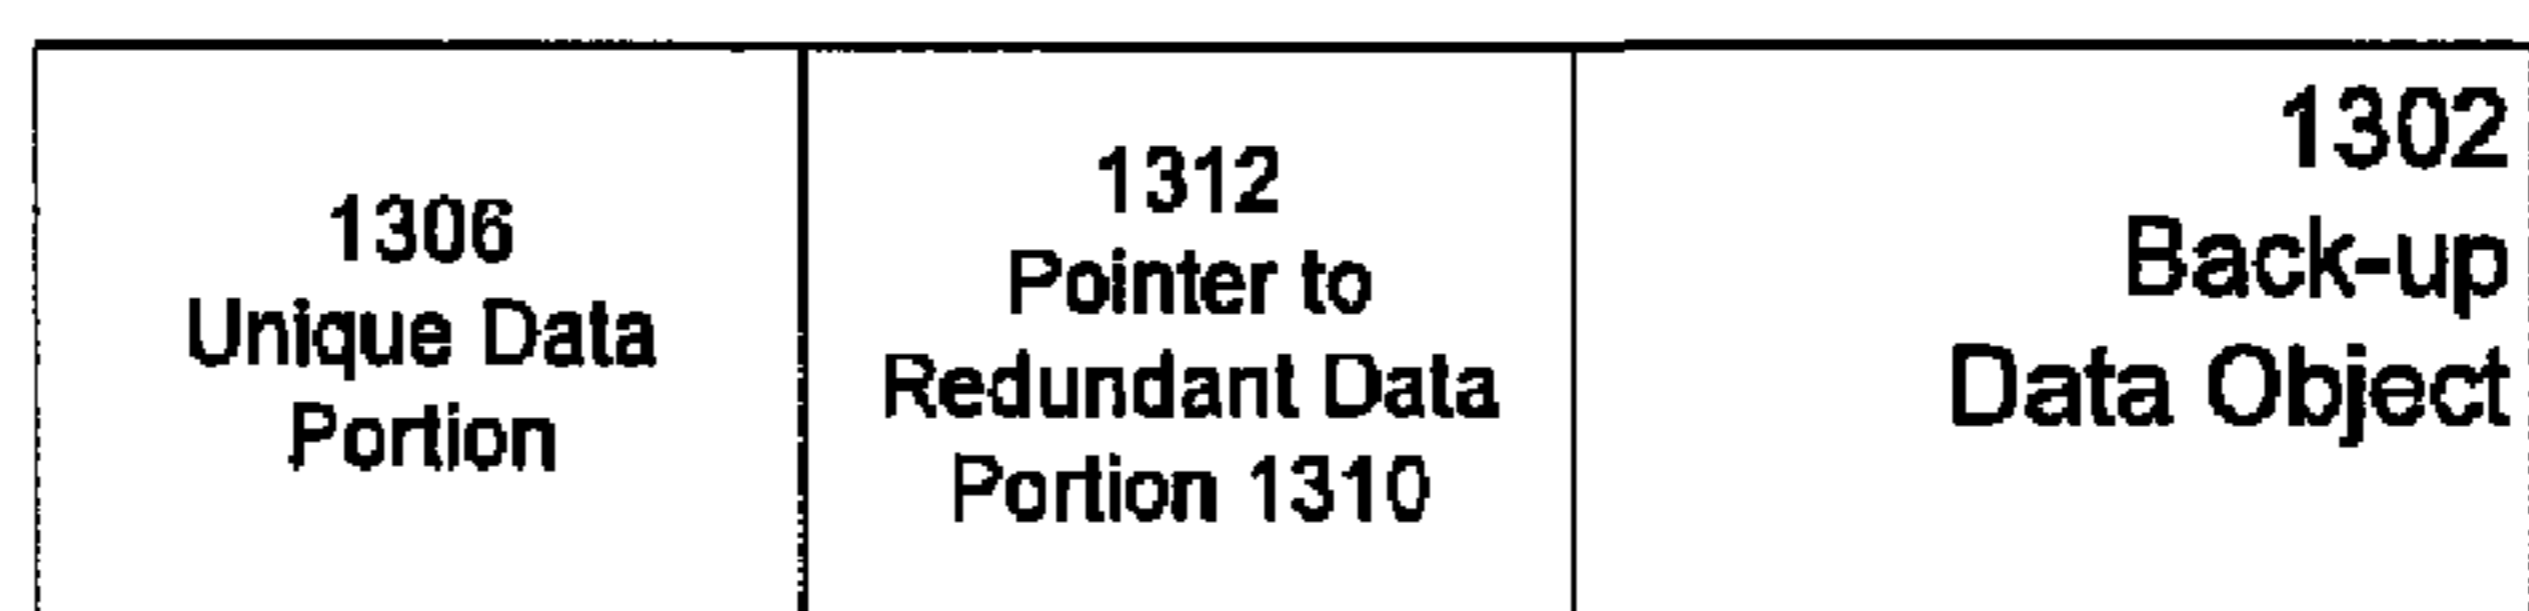 1306
Unique Data
Portion
1312
Pointer to
Redundant Data
Portion 1310
1302
Back-up
Data Object